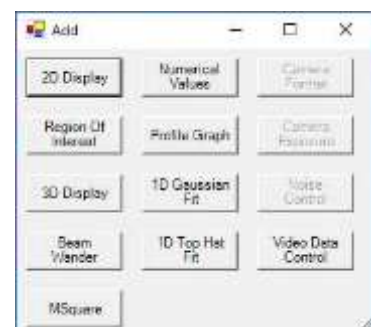 Add
2D Display
Numerical
Values
Camera
Format
Region Of
Interest
Profile Graph
Camera
Exposure
3D Display
1D Gaussian
Fit
Noise
Control
Beam
Wander
1D Top Hat
Fit
Video Data
Control
MSquare